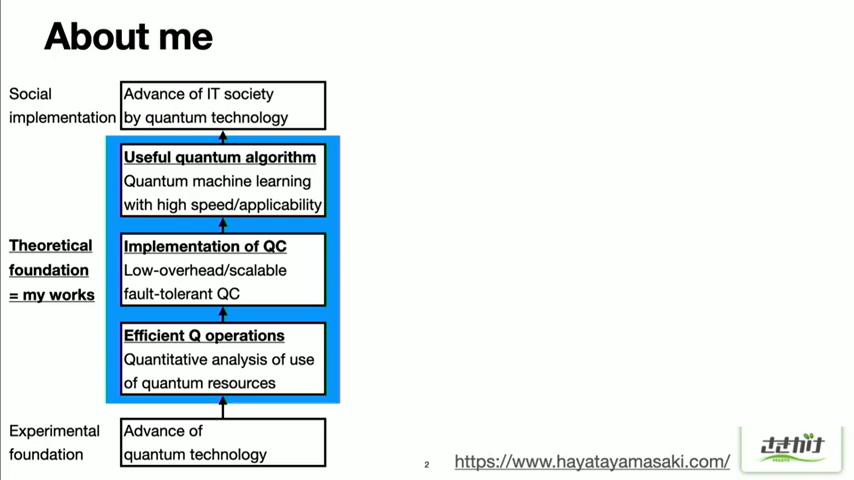 About me
Social
implementation
Advance of IT society
by quantum technology
Useful quantum algorithm
Quantum machine learning
with high speed/applicability
Theoretical
foundation
= my works
Implementation of QC
Low-overhead/scalable
fault-tolerant QC
Efficient Q operations
Quantitative analysis of use
of quantum resources
Experimental
foundation
Advance of
quantum technology
2
https://www.hayatayamasaki.com/
さきがけ